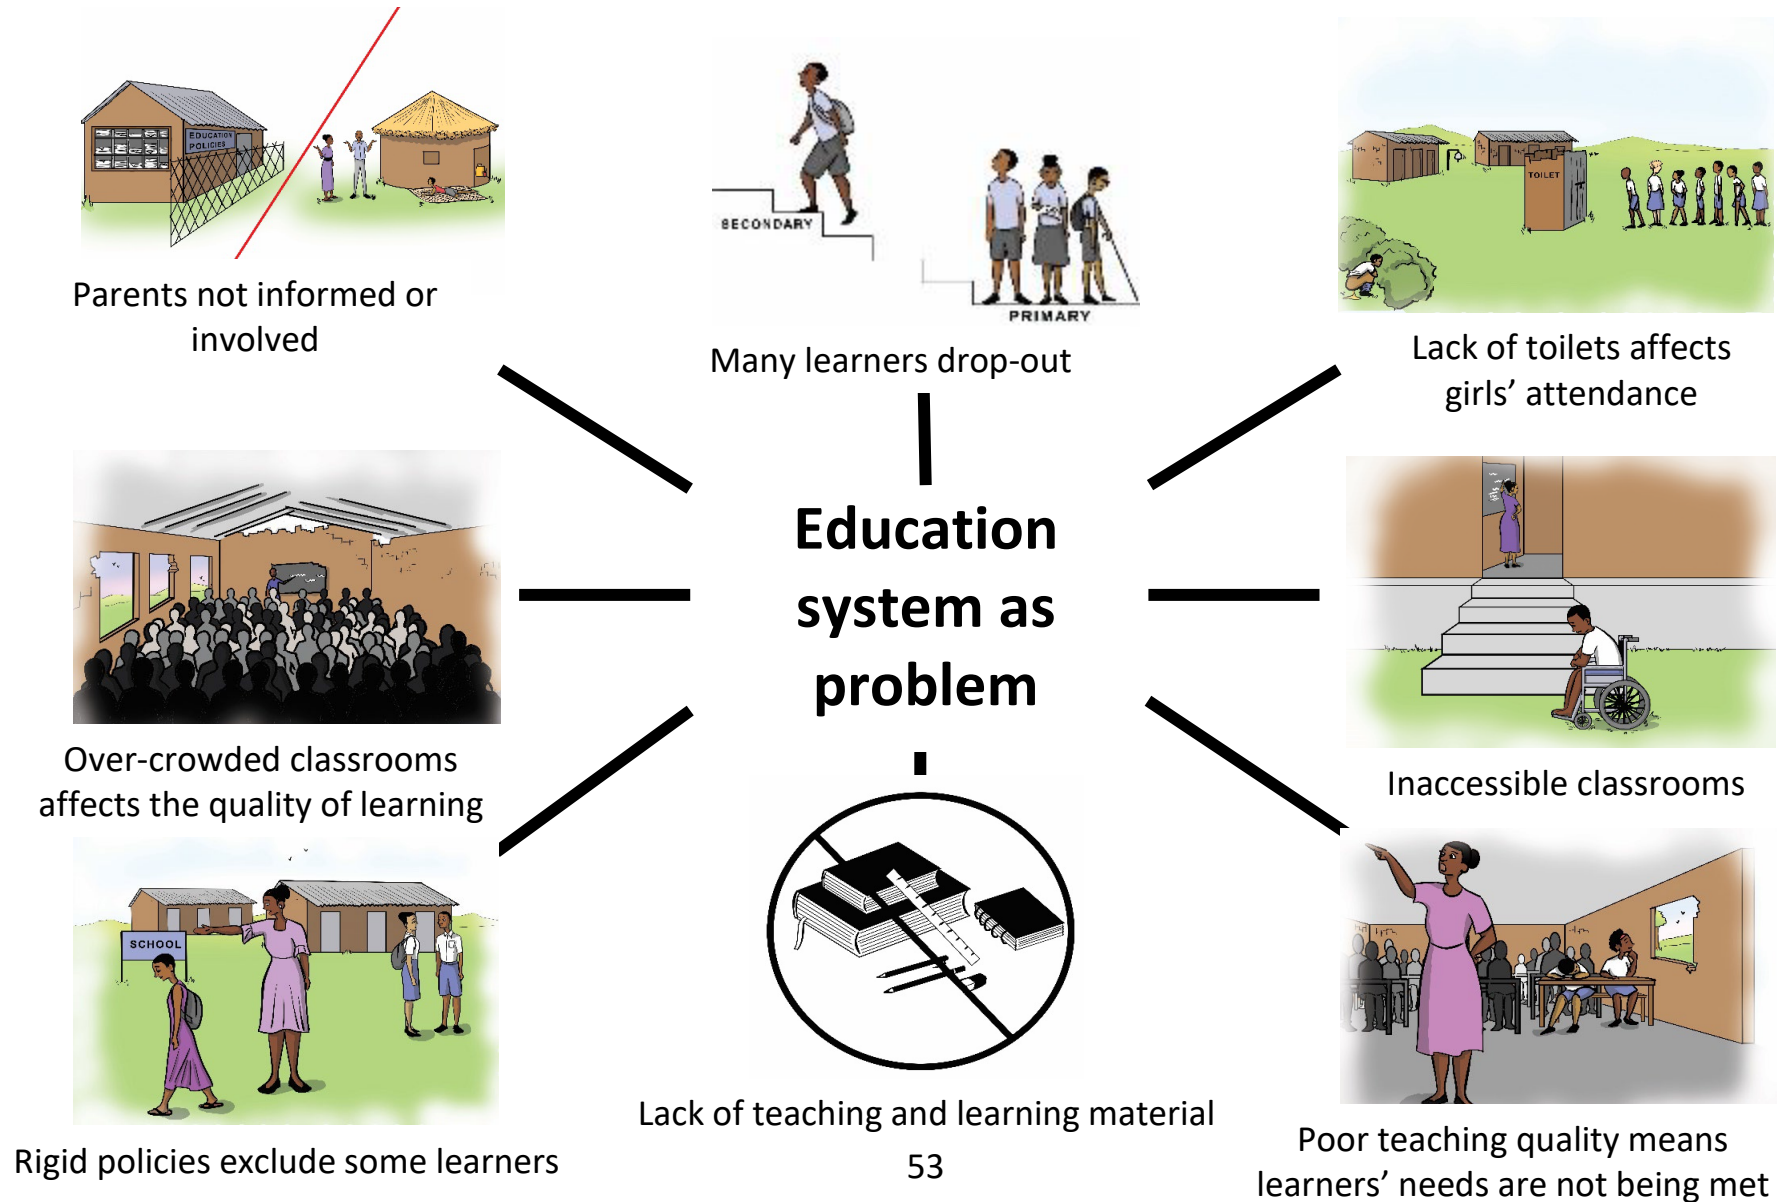 EDUCATION
POLICIES
Parents not informed or
involved
SECONDARY
PRIMARY
Many learners drop-out
TOILET
Lack of toilets affects
girls’ attendance
Education
system as
problem
Over-crowded classrooms
affects the quality of learning
Inaccessible classrooms
SCHOOL
Rigid policies exclude some learners
Lack of teaching and learning material
53
Poor teaching quality means
learners’ needs are not being met